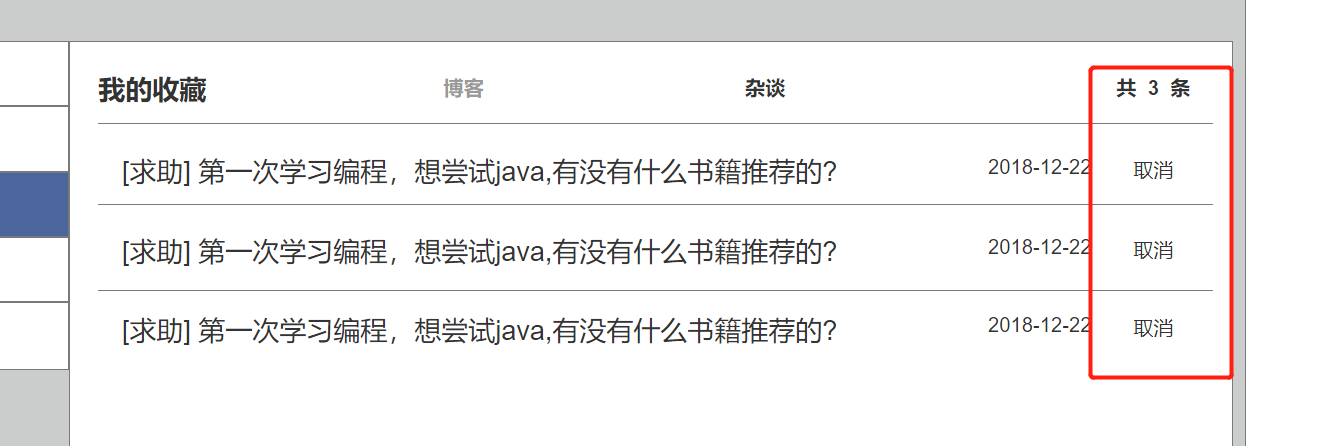 我的收藏 博客 杂谈 共 3 条
[求助] 第一次学习编程，想尝试java,有没有什么书籍推荐的? 2018-12-22 取消
[求助] 第一次学习编程，想尝试java,有没有什么书籍推荐的? 2018-12-22 取消
[求助] 第一次学习编程，想尝试java,有没有什么书籍推荐的? 2018-12-22 取消